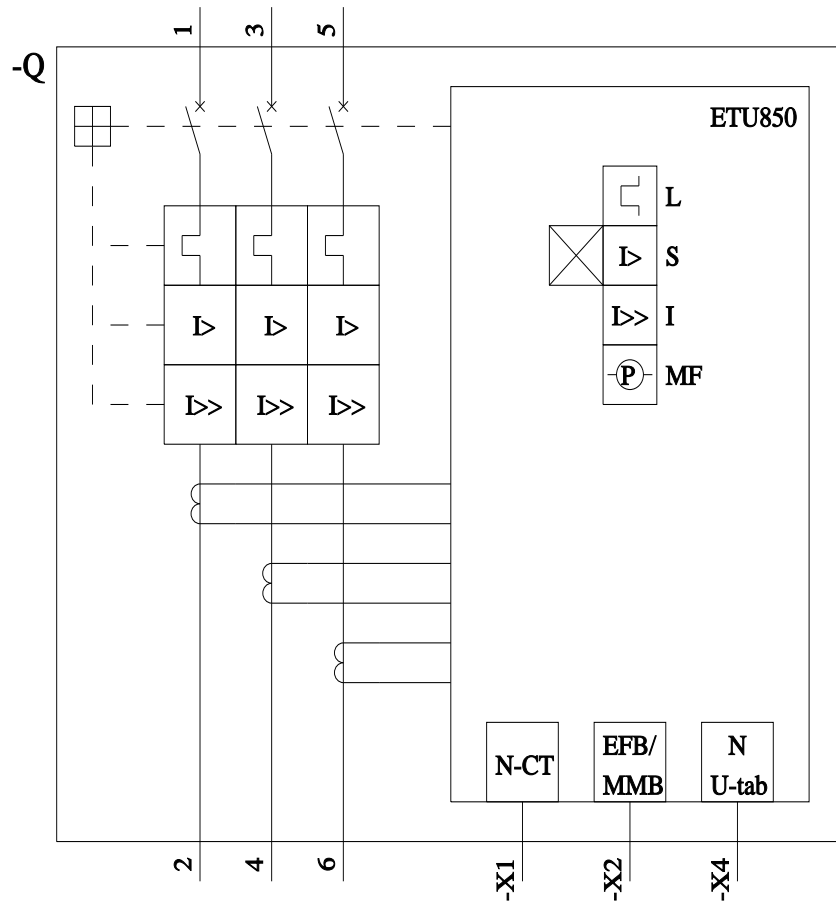 1 3 5
-Q
ETU850
L
I> S
I>> I
P MF
I> I> I>
I>> I>> I>>
N-CT
EFB/
MMB
N
U-tab
2 4 6 -X1 -X2 -X4